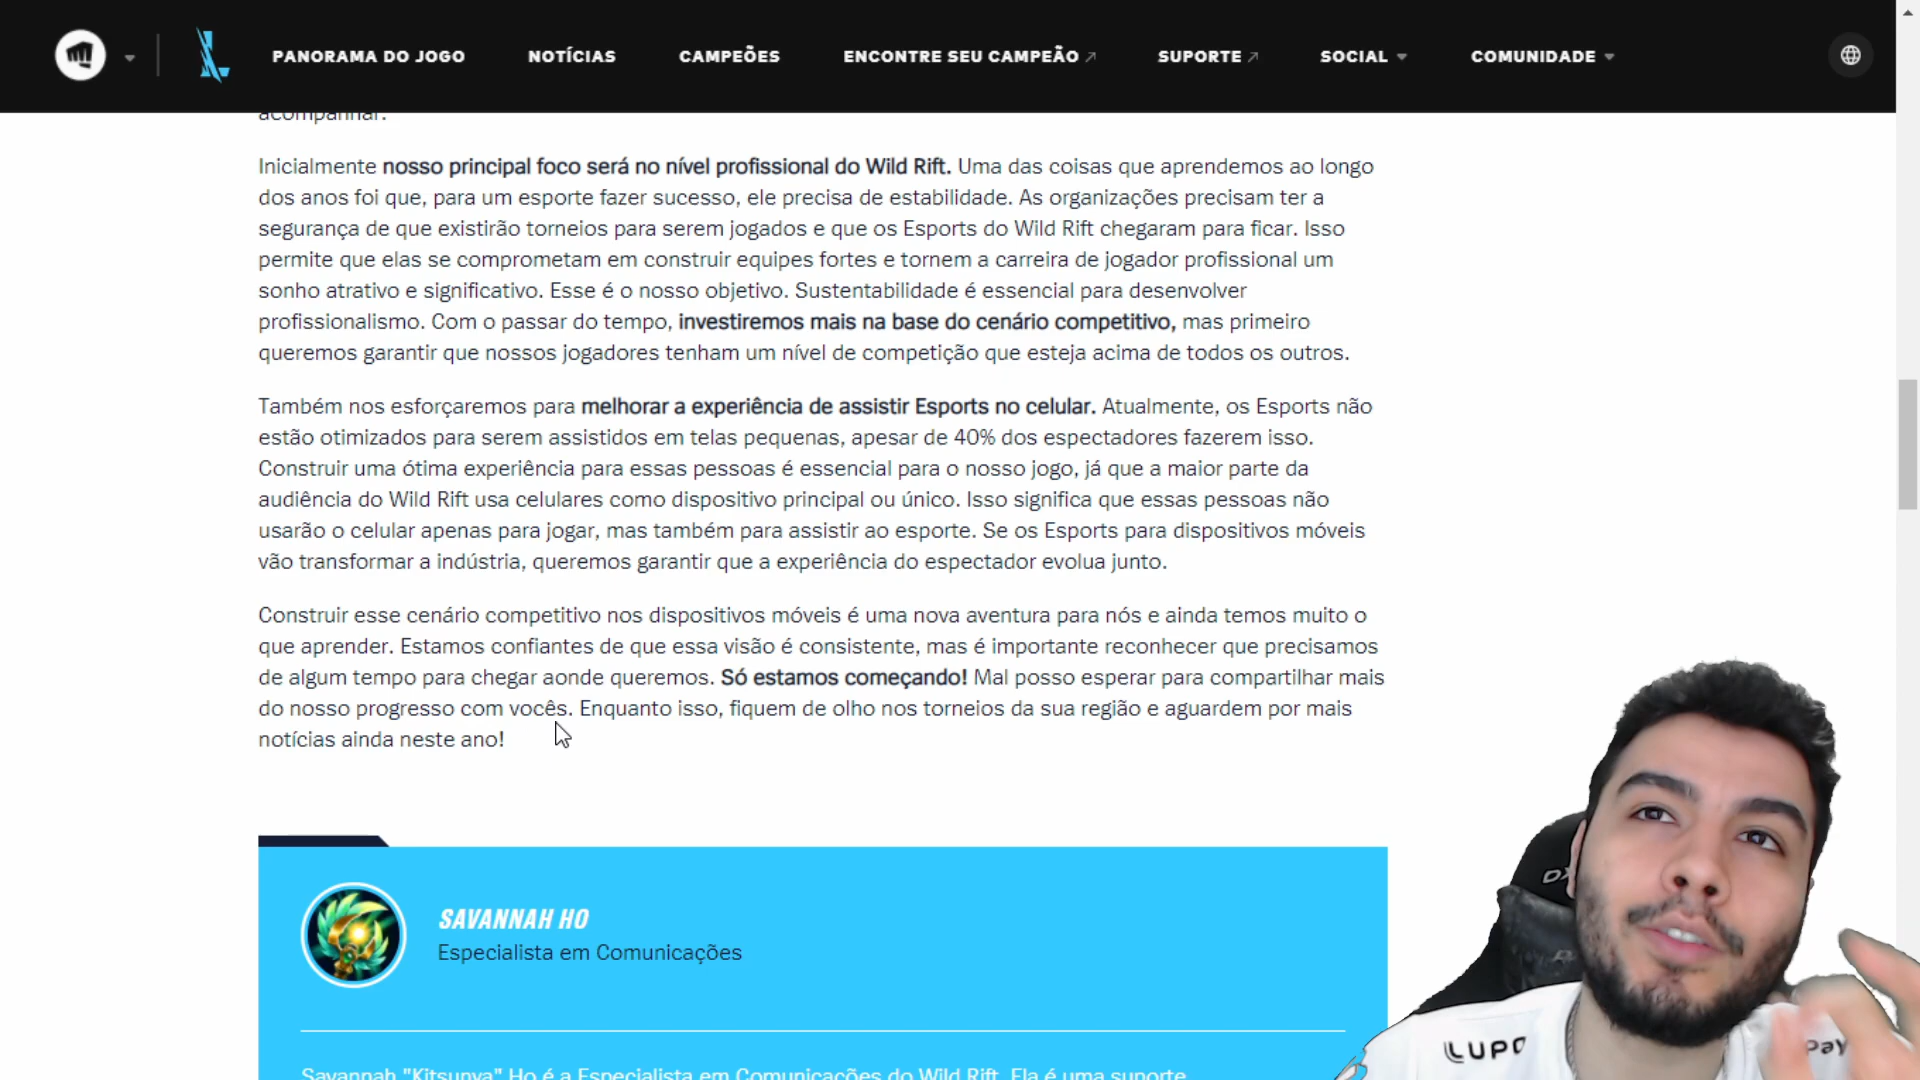 PANORAMA DO JOGO NOTÍCIAS CAMPEÕES ENCONTRE SEU CAMPEÃO SUPORTE SOCIAL COMUNIDADE
acompanhar.
Inicialmente nosso principal foco será no nível profissional do Wild Rift. Uma das coisas que aprendemos ao longo
dos anos foi que, para um esporte fazer sucesso, ele precisa de estabilidade. As organizações precisam ter a
segurança de que existirão torneios para serem jogados e que os Esports do Wild Rift chegaram para ficar. Isso
permite que elas se comprometam em construir equipes fortes e tornem a carreira de jogador profissional um
sonho atrativo e significativo. Esse é o nosso objetivo. Sustentabilidade é essencial para desenvolver
profissionalismo. Com o passar do tempo, investiremos mais na base do cenário competitivo, mas primeiro
queremos garantir que nossos jogadores tenham um nível de competição que esteja acima de todos os outros.
Também nos esforçaremos para melhorar a experiência de assistir Esports no celular. Atualmente, os Esports não
estão otimizados para serem assistidos em telas pequenas, apesar de 40% dos espectadores fazerem isso.
Construir uma ótima experiência para essas pessoas é essencial para o nosso jogo, já que a maior parte da
audiência do Wild Rift usa celulares como dispositivo principal ou único. Isso significa que essas pessoas não
usarão o celular apenas para jogar, mas também para assistir ao esporte. Se os Esports para dispositivos móveis
vão transformar a indústria, queremos garantir que a experiência do espectador evolua junto.
Construir esse cenário competitivo nos dispositivos móveis é uma nova aventura para nós e ainda temos muito o
que aprender. Estamos confiantes de que essa visão é consistente, mas é importante reconhecer que precisamos
de algum tempo para chegar aonde queremos. Só estamos começando! Mal posso esperar para compartilhar mais
do nosso progresso com vocês. Enquanto isso, fiquem de olho nos torneios da sua região e aguardem por mais
notícias ainda neste ano!
SAVANNAH HO
Especialista em Comunicações
Savannah "Kitsunya" Ho é a Especialista em Comunicações do Wild Rift. Ela é uma suporte
LUPO
pay